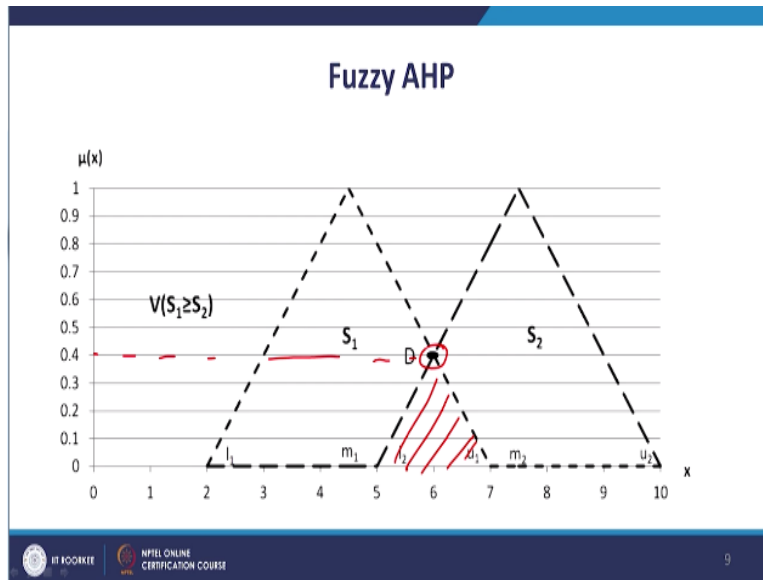 Fuzzy AHP
μ(x)
1
0.9
0.8
0.7
0.6
V(S₁≥S₂)
0.5
S₁
S₂
0.4
D
0.3
0.2
0.1
l₁
m₁
l₂
u₁
m₂
u₂
0
x
0 1 2 3 4 5 6 7 8 9 10
IIT ROORKEE
NPTEL ONLINE
CERTIFICATION COURSE
9